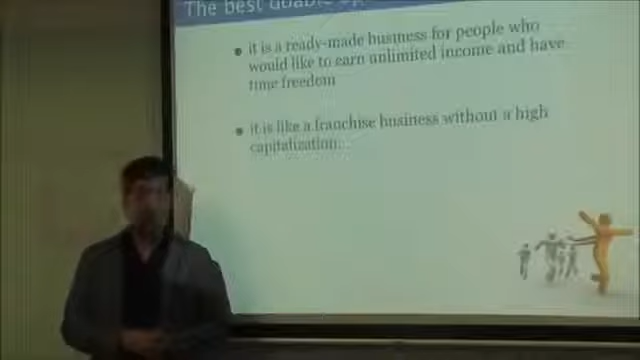 The best doable
it is a ready-made business for people who
would like to earn unlimited income and have
time freedom
it is like a franchise business without a high
capitalization...